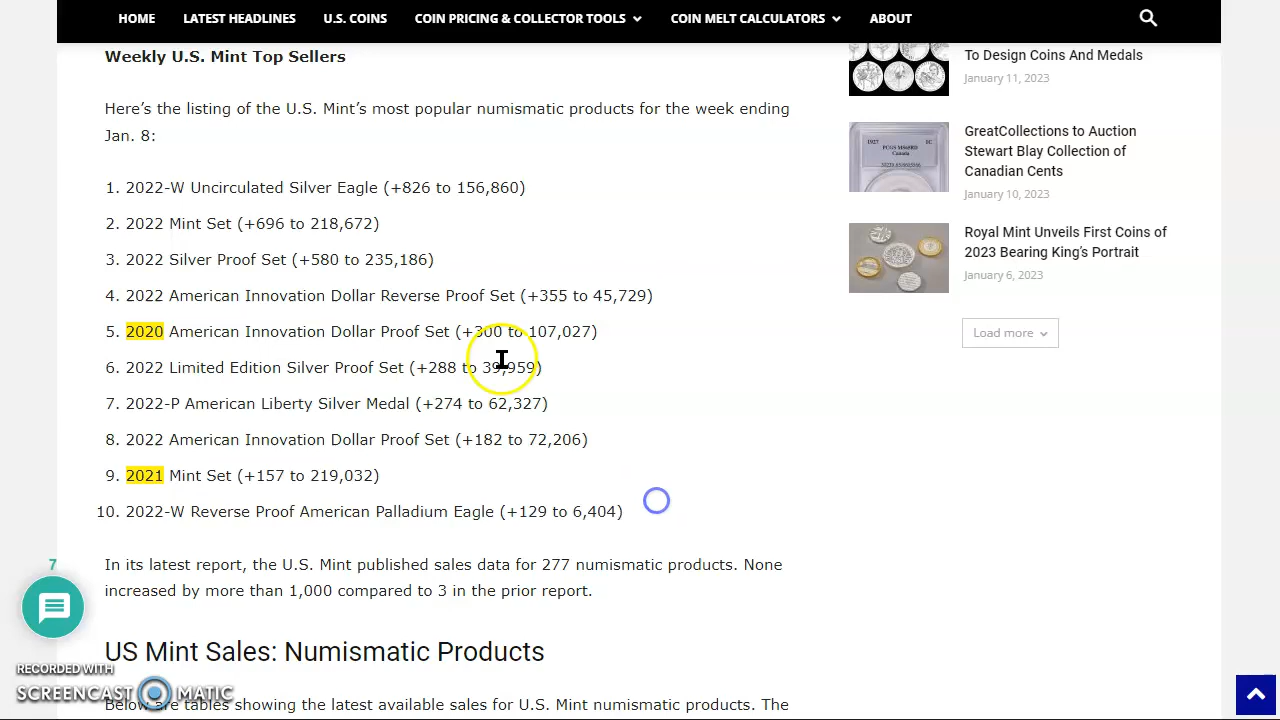 HOME LATEST HEADLINES U.S. COINS COIN PRICING & COLLECTOR TOOLS COIN MELT CALCULATORS ABOUT
Weekly U.S. Mint Top Sellers
Here’s the listing of the U.S. Mint’s most popular numismatic products for the week ending
Jan. 8:
1. 2022-W Uncirculated Silver Eagle (+826 to 156,860)
2. 2022 Mint Set (+696 to 218,672)
3. 2022 Silver Proof Set (+580 to 235,186)
4. 2022 American Innovation Dollar Reverse Proof Set (+355 to 45,729)
5. 2020 American Innovation Dollar Proof Set (+300 to 107,027)
6. 2022 Limited Edition Silver Proof Set (+288 to 39,959)
7. 2022-P American Liberty Silver Medal (+274 to 62,327)
8. 2022 American Innovation Dollar Proof Set (+182 to 72,206)
9. 2021 Mint Set (+157 to 219,032)
10. 2022-W Reverse Proof American Palladium Eagle (+129 to 6,404)
In its latest report, the U.S. Mint published sales data for 277 numismatic products. None
increased by more than 1,000 compared to 3 in the prior report.
US Mint Sales: Numismatic Products
Below are tables showing the latest available sales for U.S. Mint numismatic products. The
To Design Coins And Medals
January 11, 2023
1927 PCGS MS65RD 1C
Canada
GreatCollections to Auction
Stewart Blay Collection of
Canadian Cents
January 10, 2023
Royal Mint Unveils First Coins of
2023 Bearing King’s Portrait
January 6, 2023
Load more
7
RECORDED WITH
SCREENCAST MATIC